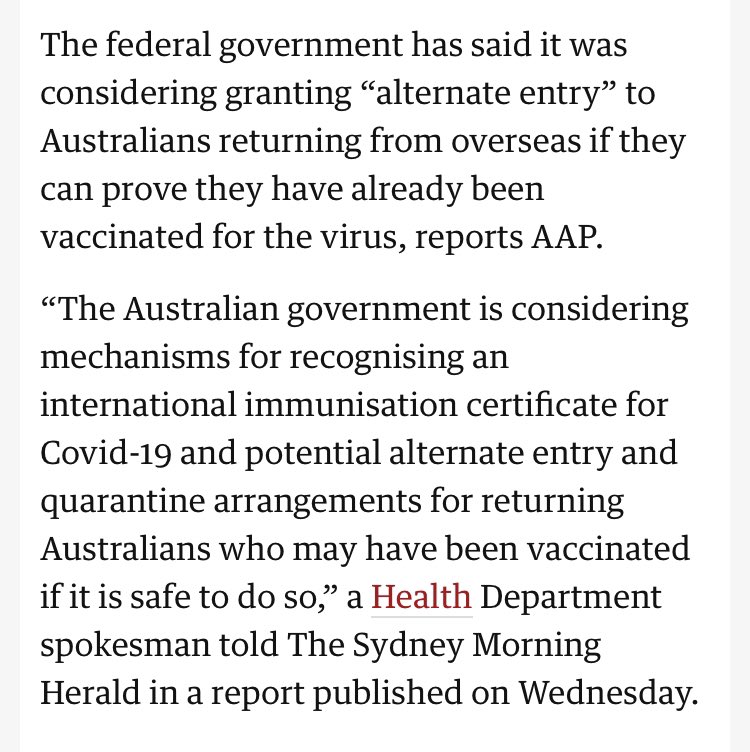 The federal government has said it was
considering granting “alternate entry” to
Australians returning from overseas if they
can prove they have already been
vaccinated for the virus, reports AAP.
“The Australian government is considering
mechanisms for recognising an
international immunisation certificate for
Covid-19 and potential alternate entry and
quarantine arrangements for returning
Australians who may have been vaccinated
if it is safe to do so,” a Health Department
spokesman told The Sydney Morning
Herald in a report published on Wednesday.